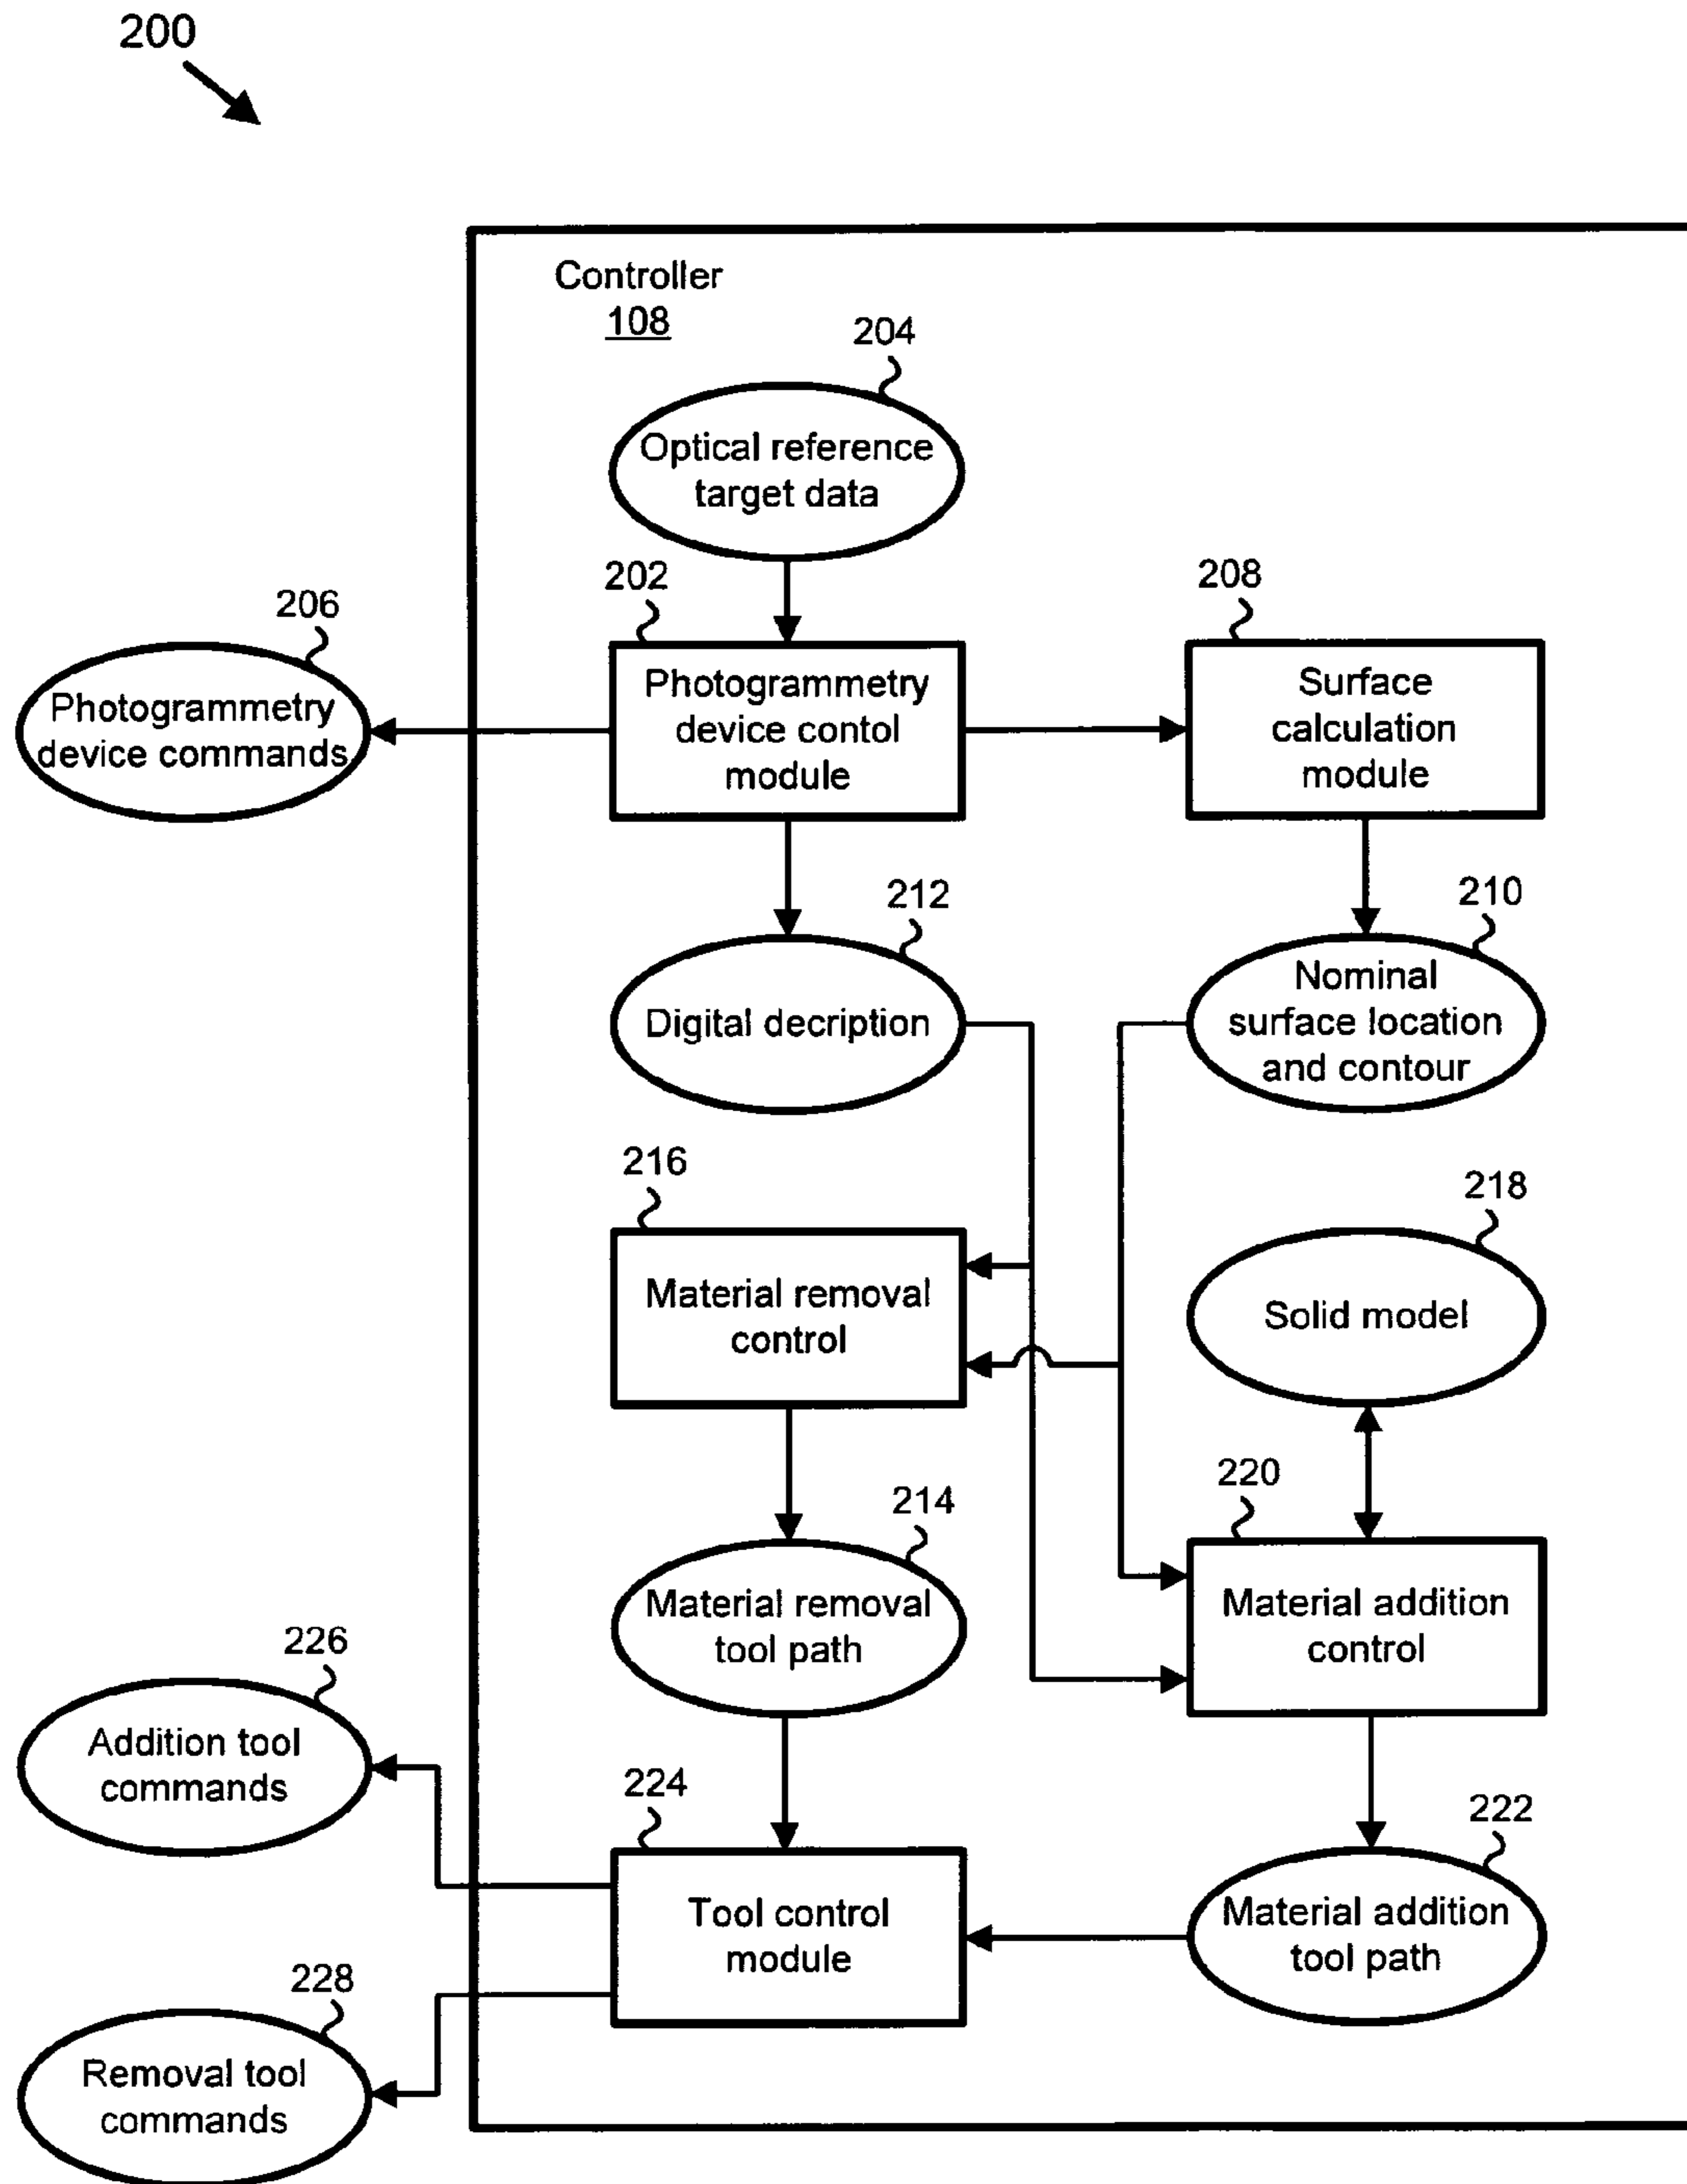 200
Controller
108
204
Optical reference
target data
202
208
206
Photogrammetry
device commands
Photogrammetry
device contol
module
Surface
calculation
module
212
210
Digital decription
Nominal
surface location
and contour
216
218
Material removal
control
Solid model
220
214
Material removal
tool path
Material addition
control
226
Addition tool
commands
224
222
Tool control
module
Material addition
tool path
228
Removal tool
commands